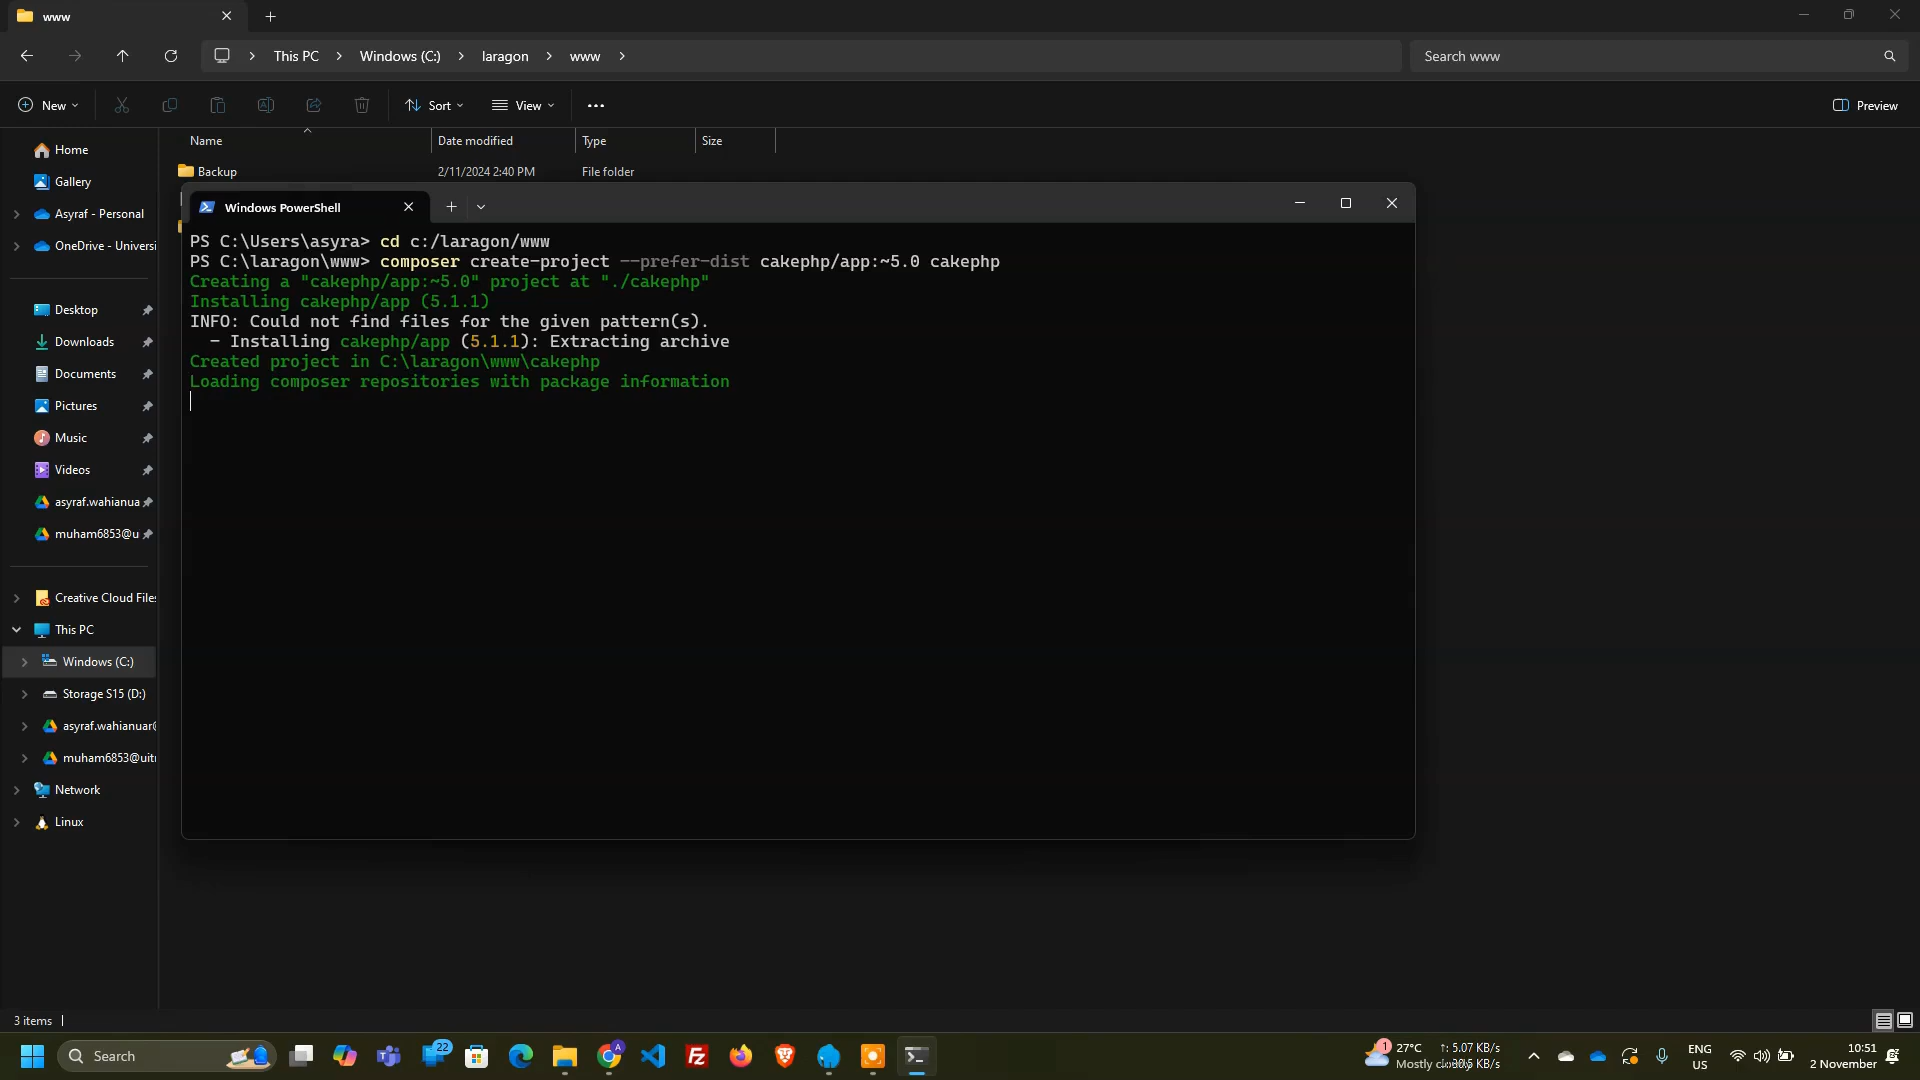 www
This PC
Windows (C:)
laragon
www
Search www
New
Sort
View
Preview
Name
Date modified
Type
Size
Backup
2/11/2024 2:40 PM
File folder
Home
Gallery
Asyraf - Personal
OneDrive - Universi
Desktop
Downloads
Documents
Pictures
Music
Videos
asyraf.wahianua
muham6853@u
Creative Cloud Files
This PC
Windows (C:)
Storage S15 (D:)
asyraf.wahianuar@
muham6853@uit
Network
Linux
3 items
Windows PowerShell
PS C:\Users\asyra> cd c:/laragon/www
PS C:\laragon\www> composer create-project --prefer-dist cakephp/app:~5.0 cakephp
Creating a "cakephp/app:~5.0" project at "./cakephp"
Installing cakephp/app (5.1.1)
INFO: Could not find files for the given pattern(s).
- Installing cakephp/app (5.1.1): Extracting archive
Created project in C:\laragon\www\cakephp
Loading composer repositories with package information
Search
22
A
1
27°C
Mostly
↑: 5.07 KB/s
KB/s
ENG
US
10:51
2 November